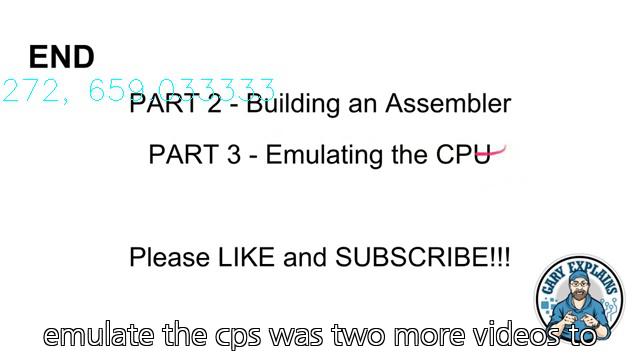 END
272, 659.033333
PART 2 - Building an Assembler
PART 3 - Emulating the CPU
Please LIKE and SUBSCRIBE!!!
GARY EXPLAINS
emulate the cps was two more videos to